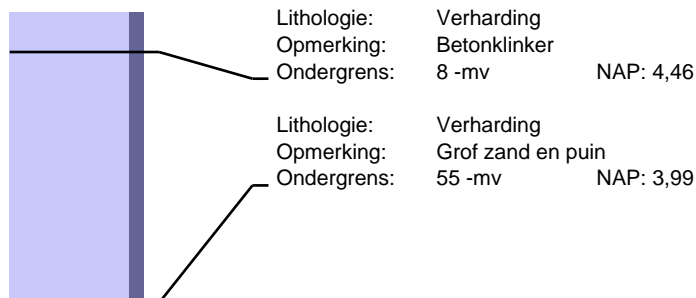 Lithologie: Verharding
Opmerking: Betonklinker
Ondergrens: 8 -mv NAP: 4,46
Lithologie: Verharding
Opmerking: Grof zand en puin
Ondergrens: 55 -mv NAP: 3,99